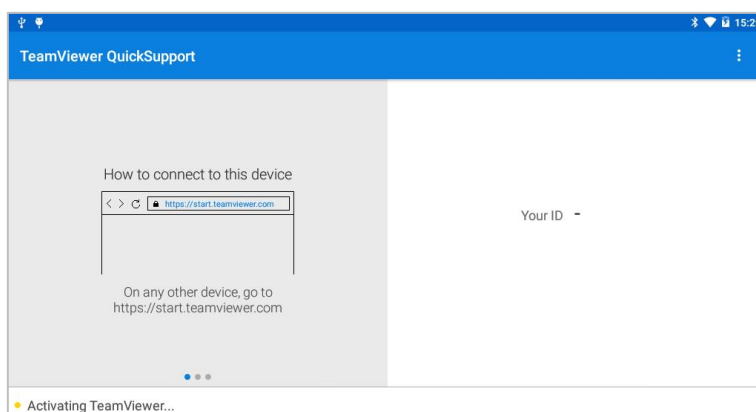 15:2
TeamViewer QuickSupport
How to connect to this device
https://start.teamviewer.com
On any other device, go to
https://start.teamviewer.com
Your ID -
Activating TeamViewer...